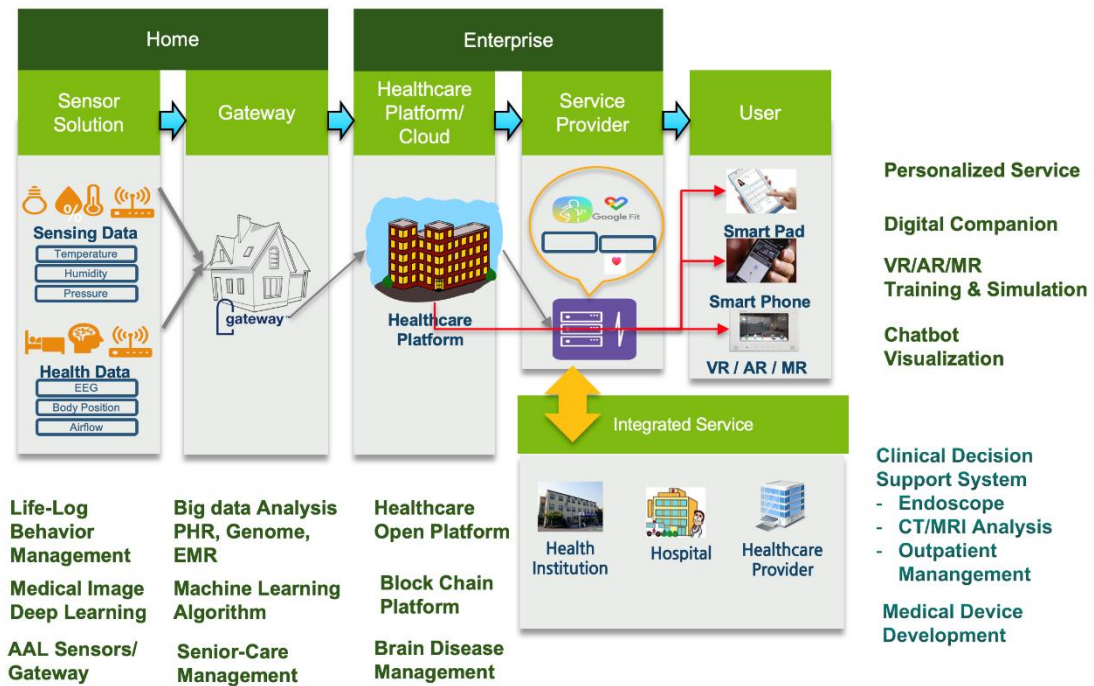 Home
Enterprise
Sensor
Solution
Gateway
Healthcare
Platform/
Cloud
Service
Provider
User
%
Sensing Data
Temperature
Humidity
Pressure
Health Data
EEG
Body Position
Airflow
gateway™
Healthcare
Platform
Google Fit
Smart Pad
Smart Phone
VR / AR / MR
Integrated Service
Health
Institution
Hospital
Healthcare
Provider
Personalized Service
Digital Companion
VR/AR/MR
Training & Simulation
Chatbot
Visualization
Clinical Decision
Support System
- Endoscope
- CT/MRI Analysis
- Outpatient
Manangement
Medical Device
Development
Life-Log
Behavior
Management
Medical Image
Deep Learning
AAL Sensors/
Gateway
Big data Analysis
PHR, Genome,
EMR
Machine Learning
Algorithm
Senior-Care
Management
Healthcare
Open Platform
Block Chain
Platform
Brain Disease
Management